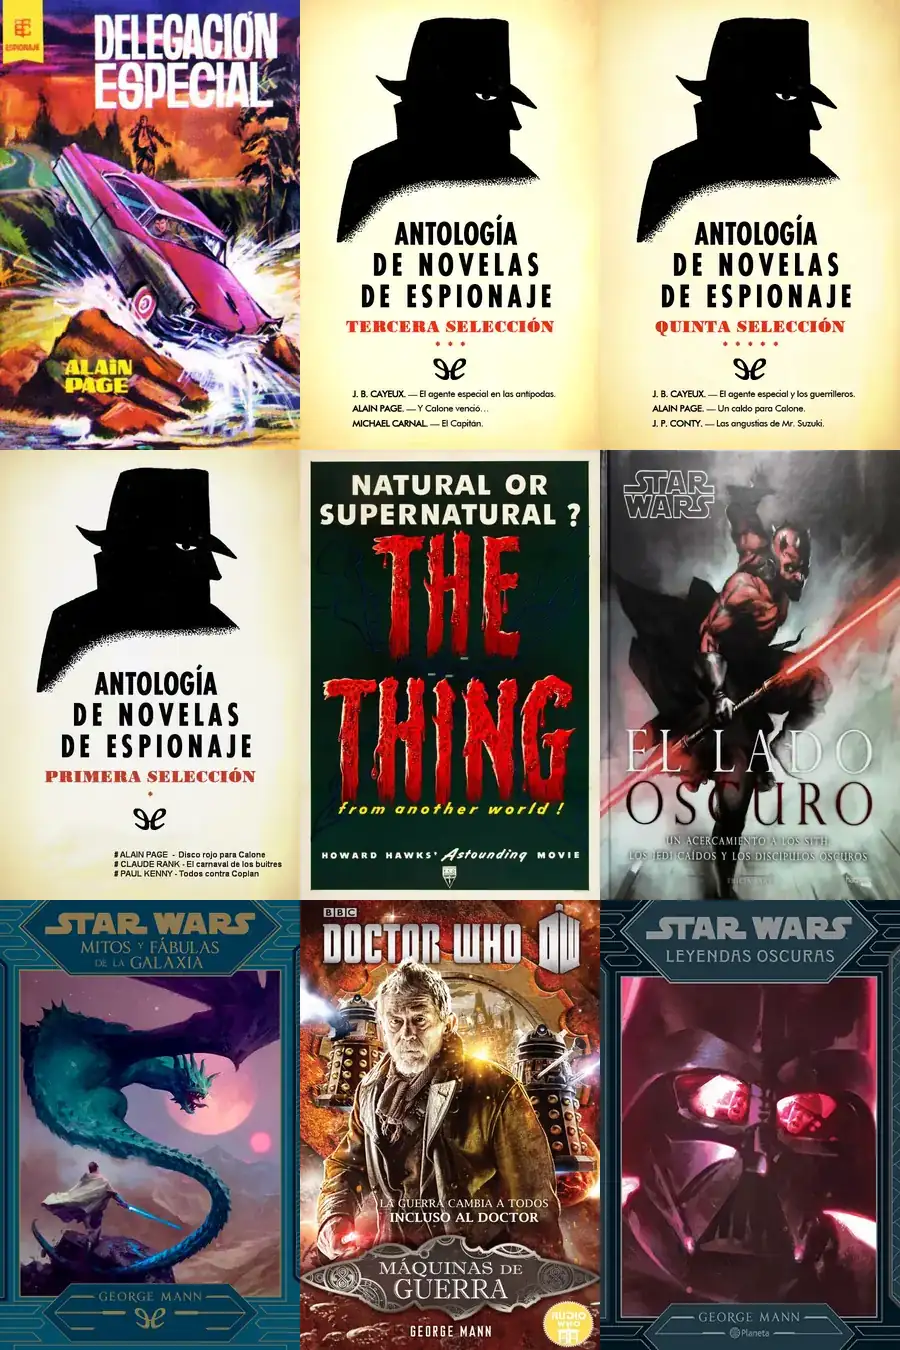 ESPIONAJE
DELEGACIÓN
ESPECIAL
ALAIN
PAGE
ANTOLOGÍA
DE NOVELAS
DE ESPIONAJE
TERCERA SELECCIÓN
* * *
J. B. CAYEUX. — El agente especial en las antípodas.
ALAIN PAGE. — Y Calone venció...
MICHAEL CARNAL. — El Capitán.
ANTOLOGÍA
DE NOVELAS
DE ESPIONAJE
QUINTA SELECCIÓN
* * * * *
J. B. CAYEUX. — El agente especial y los guerrilleros.
ALAIN PAGE. — Un caldo para Calone.
J. P. CONTY. — Las angustias de Mr. Suzuki.
ANTOLOGÍA
DE NOVELAS
DE ESPIONAJE
PRIMERA SELECCIÓN
*
# ALAIN PAGE - Disco rojo para Calone
# CLAUDE RANK - El carnaval de los buitres
# PAUL KENNY - Todos contra Coplan
NATURAL OR
SUPERNATURAL ?
THE
THING
from another world !
HOWARD HAWKS' Astounding MOVIE
STAR
WARS
EL LADO
OSCURO
UN ACERCAMIENTO A LOS SITH
LOS JEDI CAÍDOS Y LOS DISCÍPULOS OSCUROS
STAR WARS
MITOS Y FÁBULAS
DE LA GALAXIA
GEORGE MANN
BBC
DOCTOR WHO DW
LA GUERRA CAMBIA A TODOS
INCLUSO AL DOCTOR
MÁQUINAS DE
GUERRA
GEORGE MANN
AUDIO
WHO
STAR WARS
LEYENDAS OSCURAS
GEORGE MANN
Planeta